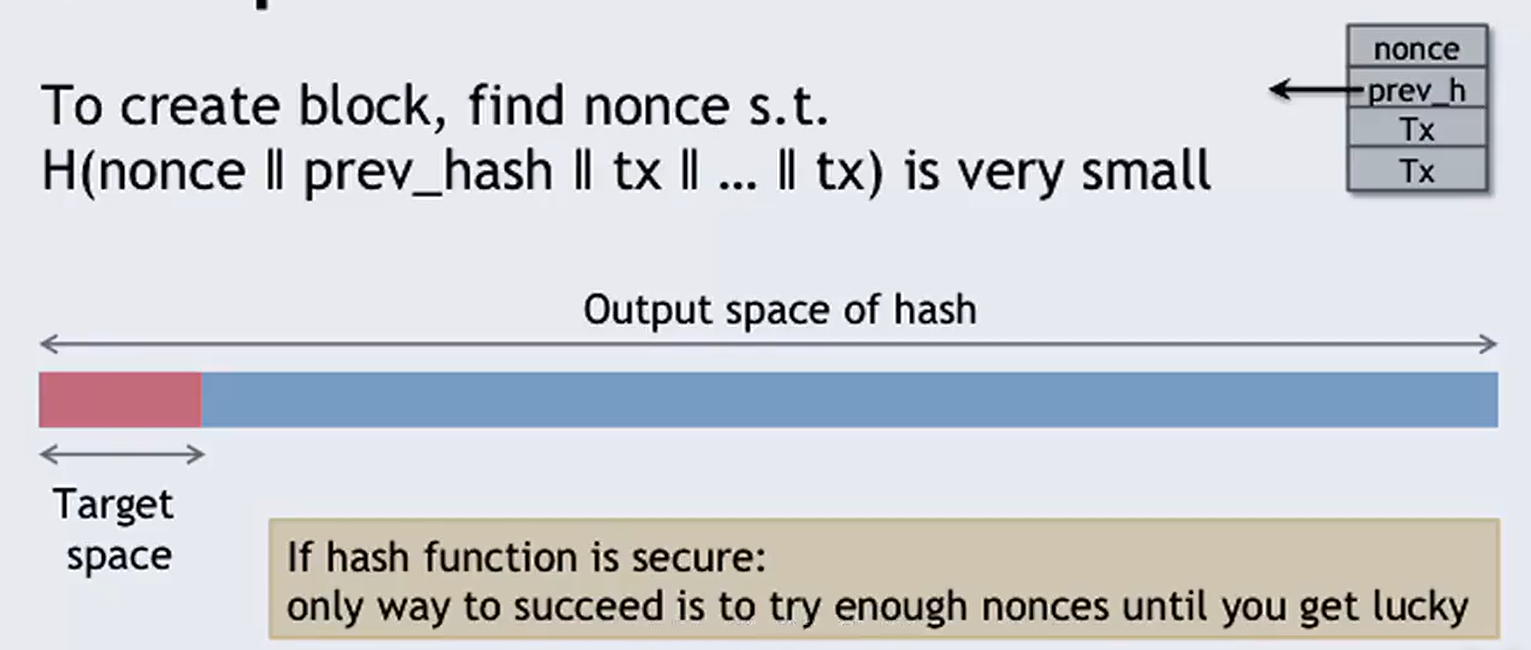 To create block, find nonce s.t.
H(nonce ǁ prev_hash ǁ tx ǁ … ǁ tx) is very small
nonce
prev_h
Tx
Tx
Output space of hash
Target
space
If hash function is secure:
only way to succeed is to try enough nonces until you get lucky